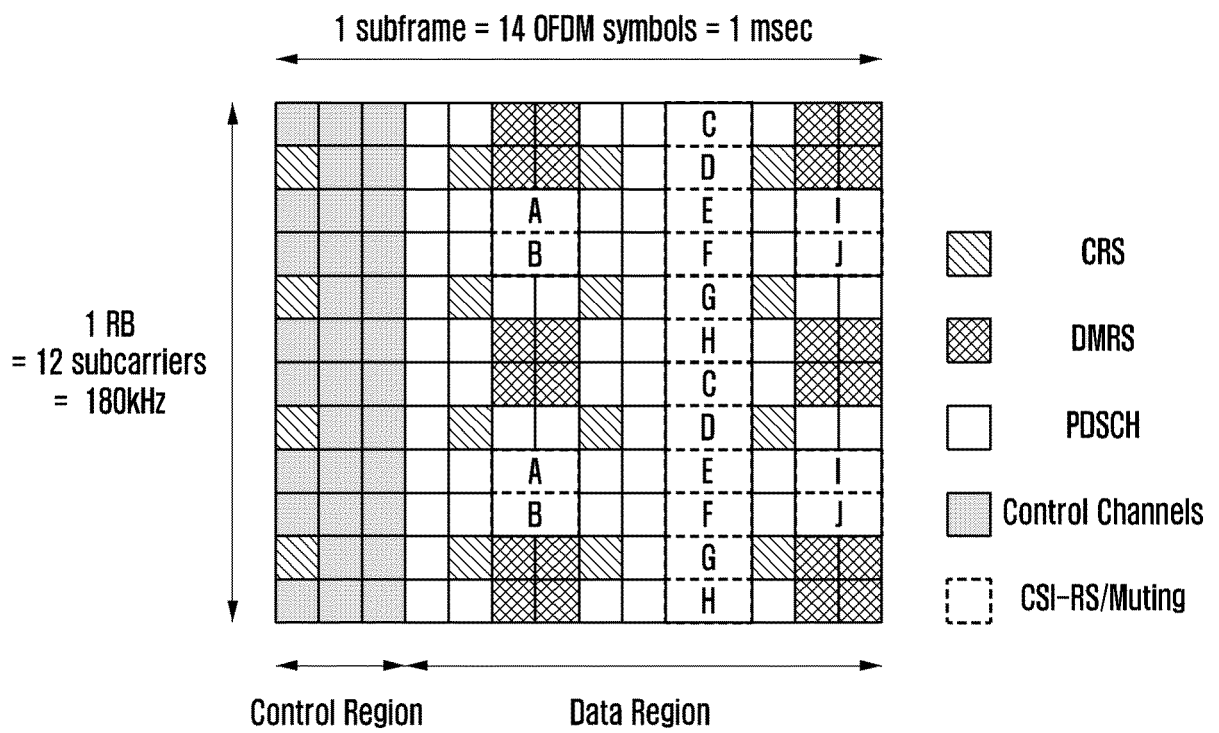 1 subframe = 14 OFDM symbols = 1 msec
C
D
A E I
B F J
G
1 RB
= 12 subcarriers
= 180kHz
H
C
D
A E I
B F J
G
H
CRS
DMRS
PDSCH
Control Channels
CSI-RS/Muting
Control Region Data Region